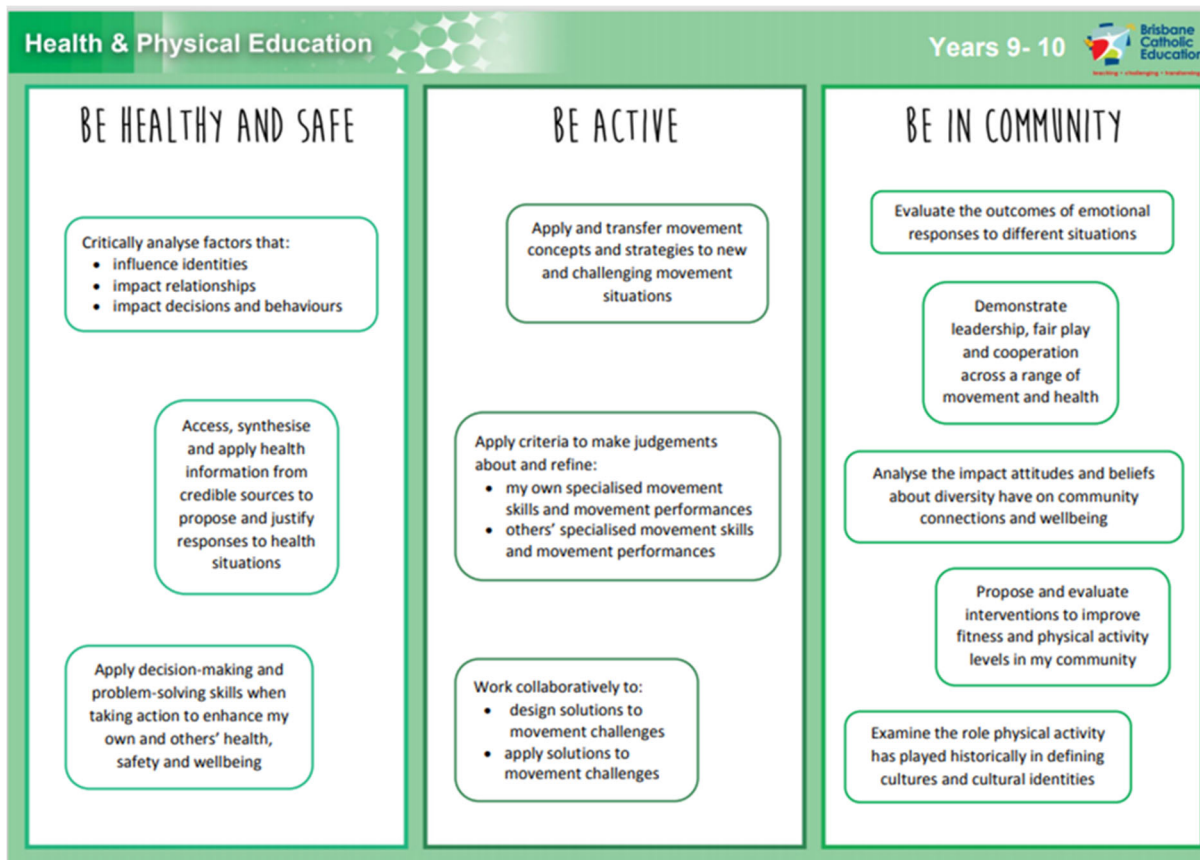 Health & Physical Education
Years 9- 10
Brisbane
Catholic
Education
teaching • challenging • transforming
BE HEALTHY AND SAFE
Critically analyse factors that:
• influence identities
• impact relationships
• impact decisions and behaviours
Access, synthesise
and apply health
information from
credible sources to
propose and justify
responses to health
situations
Apply decision-making and
problem-solving skills when
taking action to enhance my
own and others' health,
safety and wellbeing
BE ACTIVE
Apply and transfer movement
concepts and strategies to new
and challenging movement
situations
Apply criteria to make judgements
about and refine:
• my own specialised movement
skills and movement performances
• others' specialised movement skills
and movement performances
Work collaboratively to:
• design solutions to
movement challenges
• apply solutions to
movement challenges
BE IN COMMUNITY
Evaluate the outcomes of emotional
responses to different situations
Demonstrate
leadership, fair play
and cooperation
across a range of
movement and health
Analyse the impact attitudes and beliefs
about diversity have on community
connections and wellbeing
Propose and evaluate
interventions to improve
fitness and physical activity
levels in my community
Examine the role physical activity
has played historically in defining
cultures and cultural identities